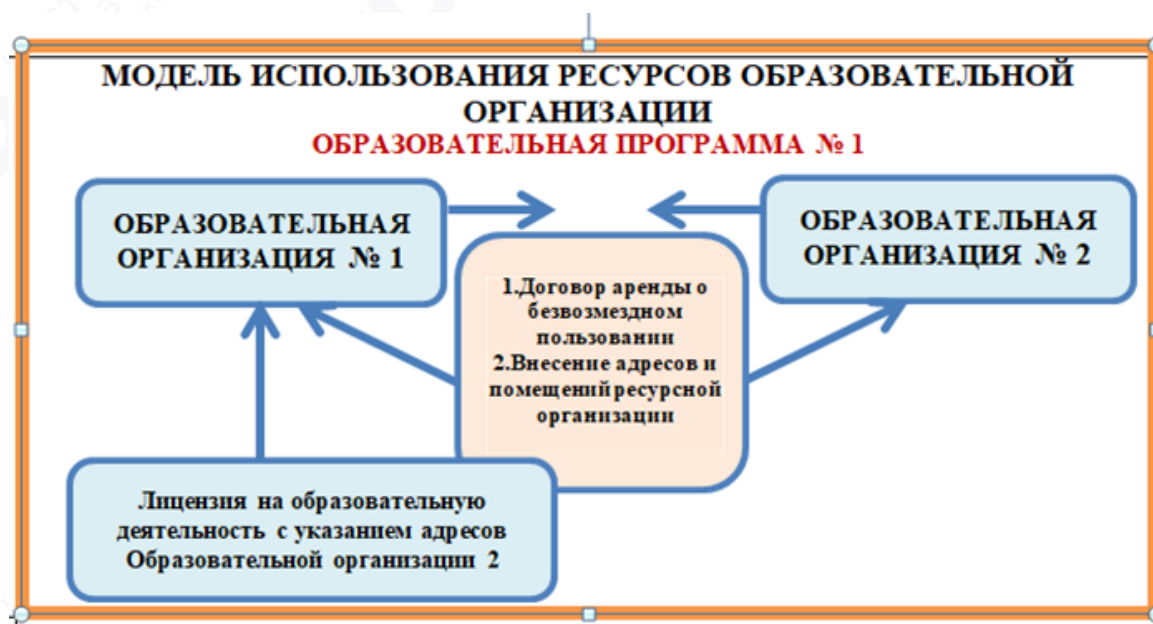 МОДЕЛЬ ИСПОЛЬЗОВАНИЯ РЕСУРСОВ ОБРАЗОВАТЕЛЬНОЙ
ОРГАНИЗАЦИИ
ОБРАЗОВАТЕЛЬНАЯ ПРОГРАММА № 1
ОБРАЗОВАТЕЛЬНАЯ
ОРГАНИЗАЦИЯ № 1
ОБРАЗОВАТЕЛЬНАЯ
ОРГАНИЗАЦИЯ № 2
1.Договор аренды о
безвозмездном
пользовании
2.Внесение адресов и
помещений ресурсной
организации
Лицензия на образовательную
деятельность с указанием адресов
Образовательной организации 2